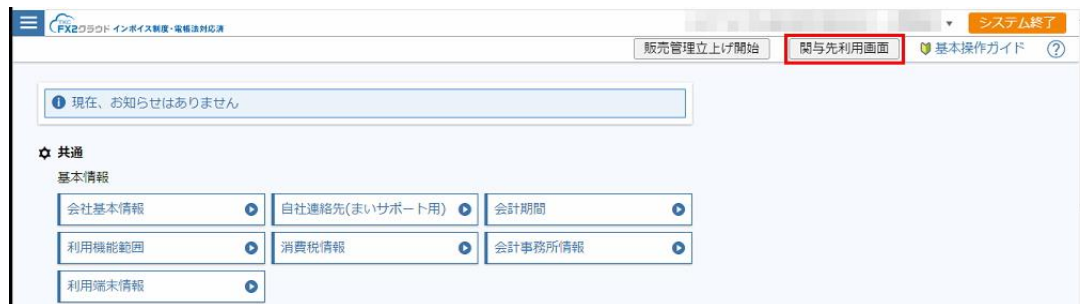 TKC FX2クラウド インボイス制度・電帳法対応済
システム終了
販売管理立上げ開始 関与先利用画面 基本操作ガイド ?
現在、お知らせはありません
共通
基本情報
会社基本情報 自社連絡先(まいサポート用) 会計期間
利用機能範囲 消費税情報 会計事務所情報
利用端末情報